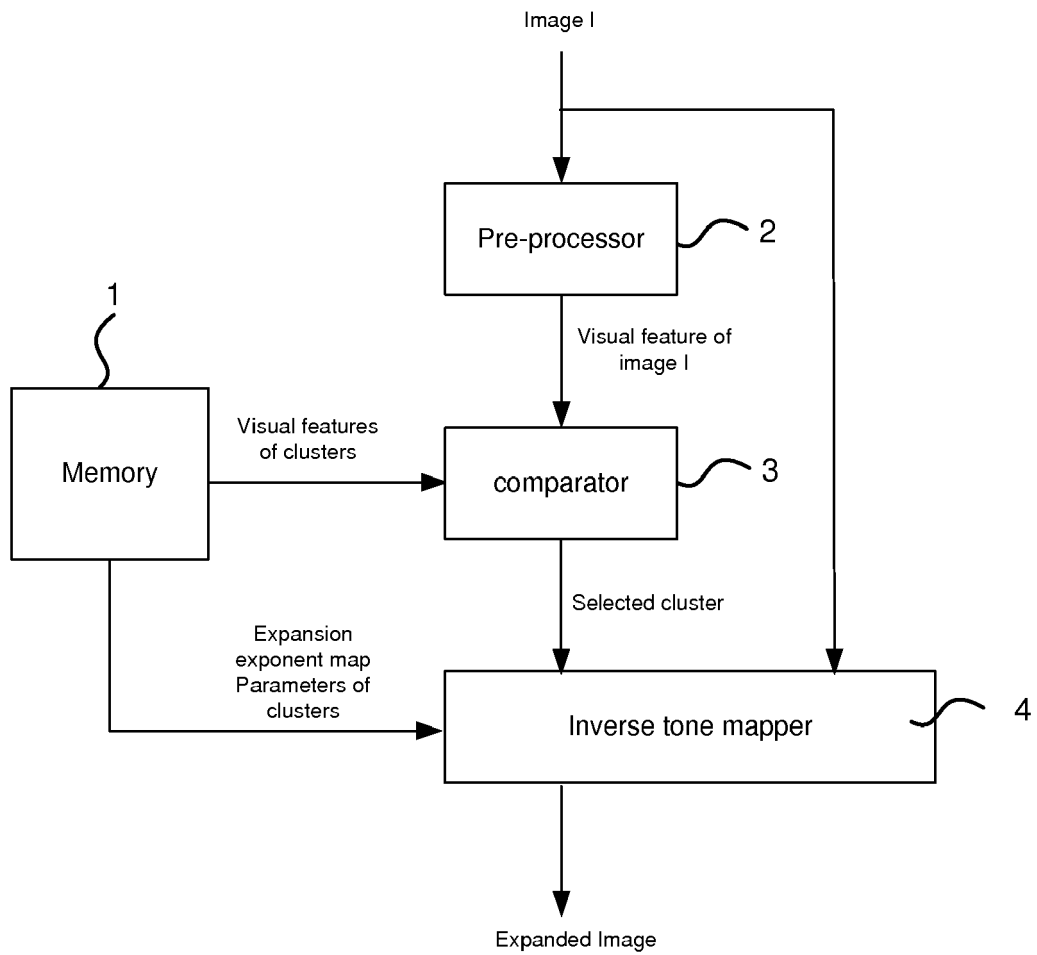 Image I
Pre-processor
2
1
Visual feature of
image I
Visual features
of clusters
Memory
comparator
3
Selected cluster
Expansion
exponent map
Parameters of
clusters
Inverse tone mapper
4
Expanded Image